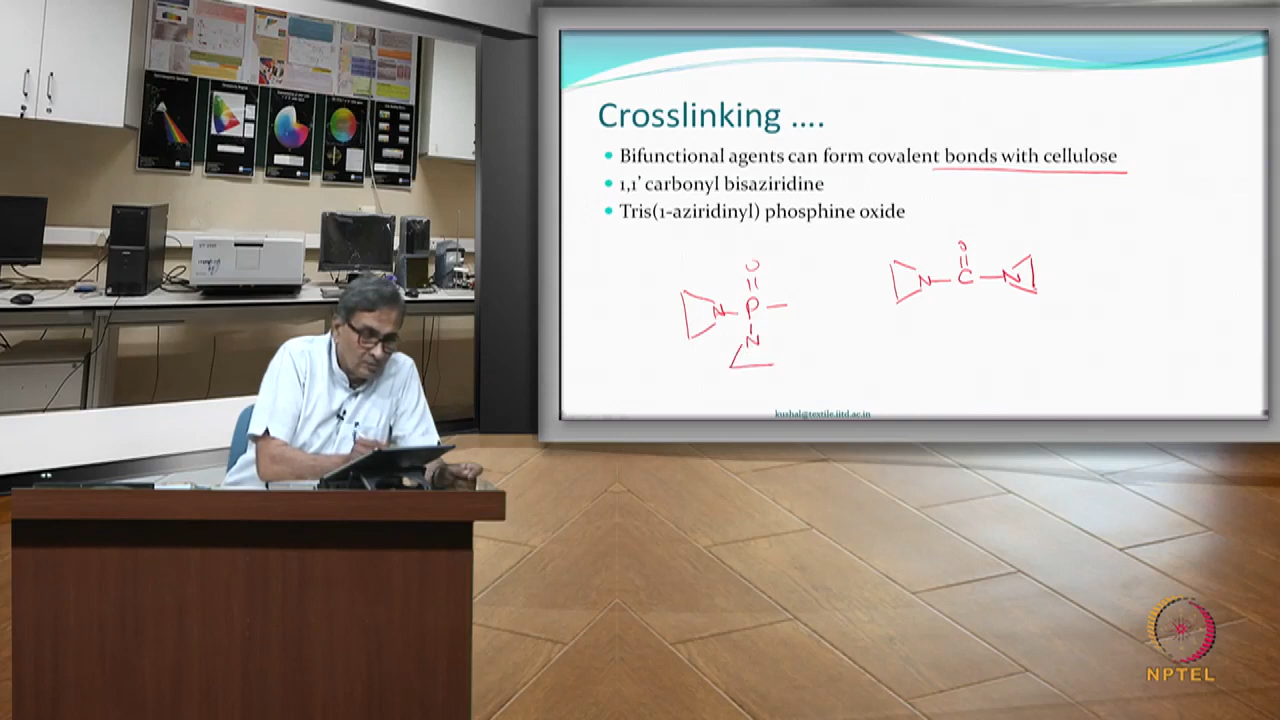 Crosslinking ....
Bifunctional agents can form covalent bonds with cellulose
1,1' carbonyl bisaziridine
Tris(1-aziridinyl) phosphine oxide
O
O
N
C
N
N
P
N
kushal@textile.iitd.ac.in
NPTEL